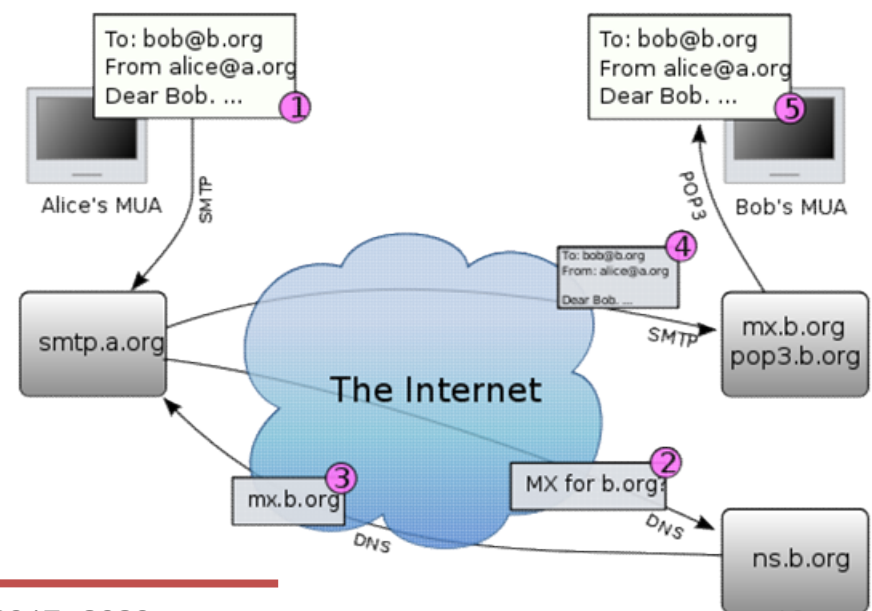 To: bob@b.org
From alice@a.org
Dear Bob. ...
1
Alice's MUA
SMTP
To: bob@b.org
From alice@a.org
Dear Bob. ...
5
Bob's MUA
POP3
To: bob@b.org
From: alice@a.org
Dear Bob. ...
4
SMTP
smtp.a.org
mx.b.org
pop3.b.org
The Internet
MX for b.org?
2
DNS
mx.b.org
3
DNS
ns.b.org